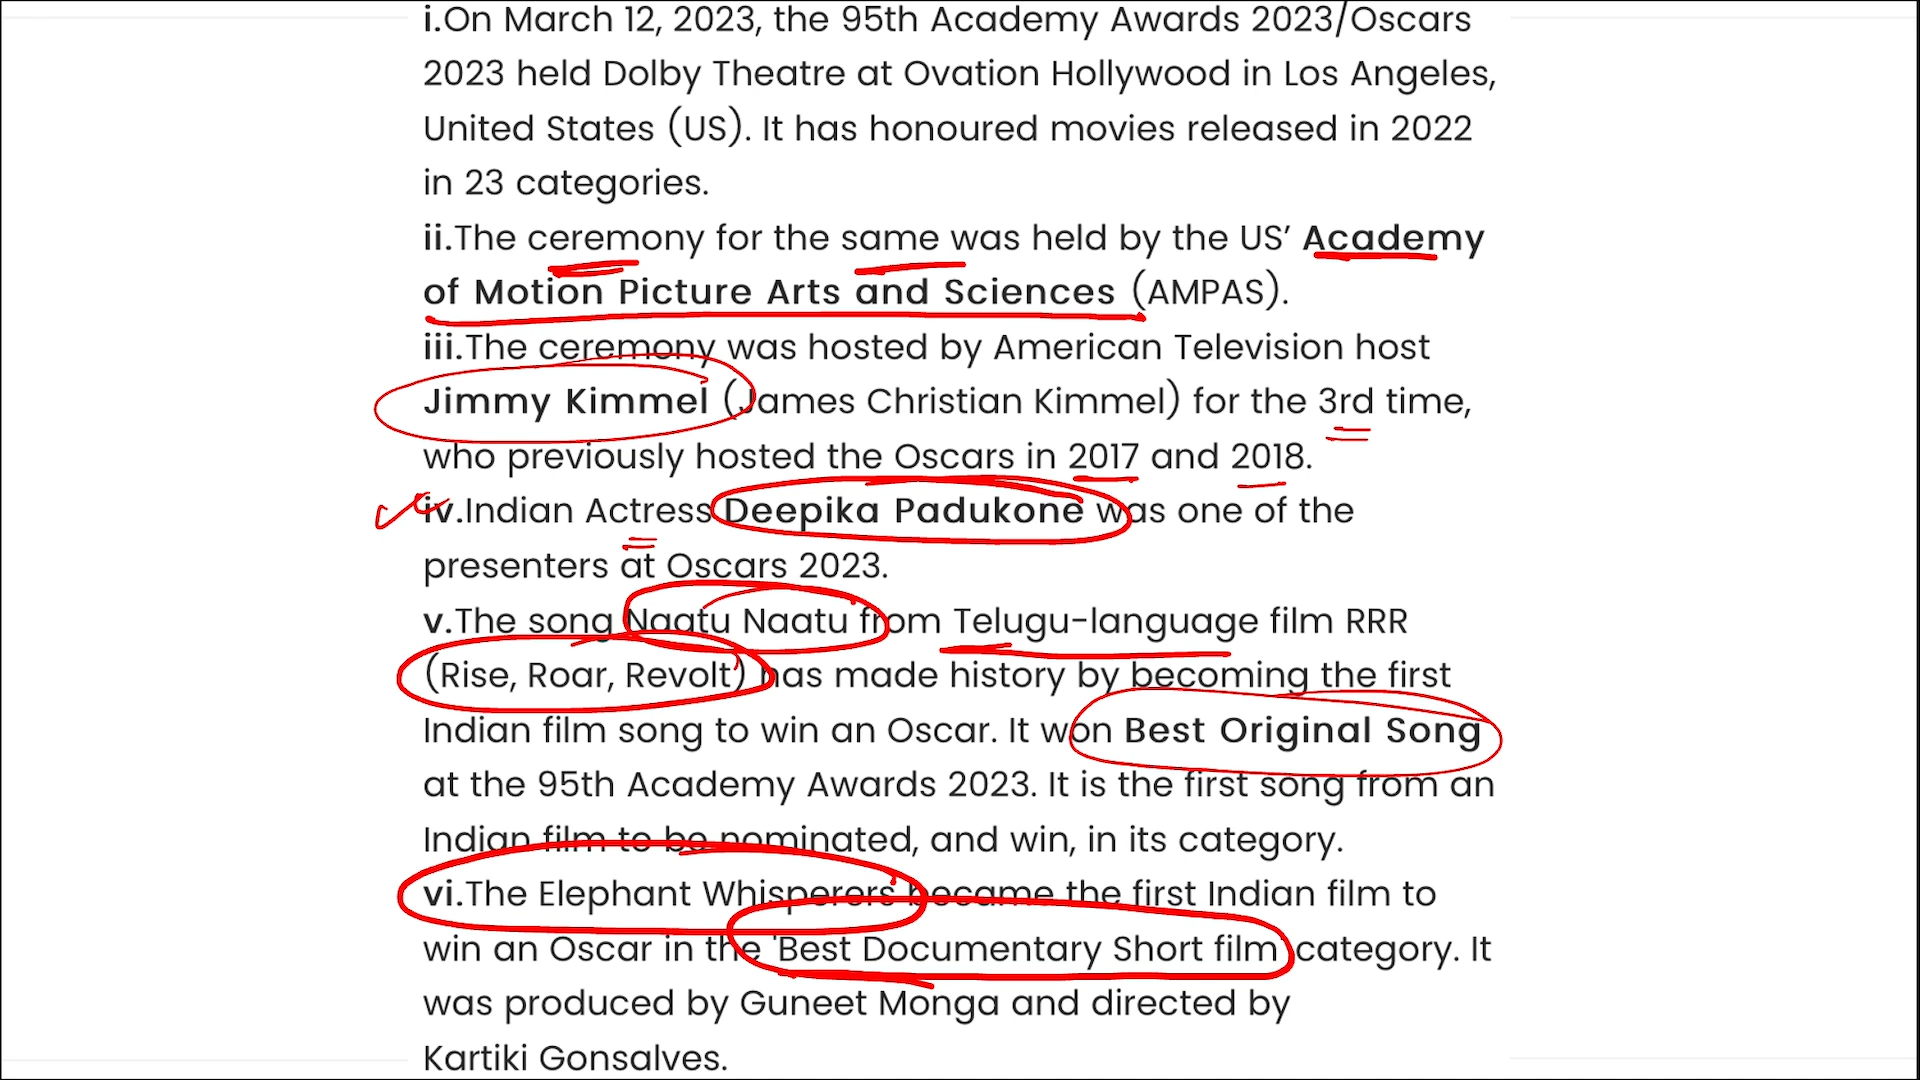 i.On March 12, 2023, the 95th Academy Awards 2023/Oscars
2023 held Dolby Theatre at Ovation Hollywood in Los Angeles,
United States (US). It has honoured movies released in 2022
in 23 categories.
ii.The ceremony for the same was held by the US’ Academy
of Motion Picture Arts and Sciences (AMPAS).
iii.The ceremony was hosted by American Television host
Jimmy Kimmel (James Christian Kimmel) for the 3rd time,
who previously hosted the Oscars in 2017 and 2018.
iv.Indian Actress Deepika Padukone was one of the
presenters at Oscars 2023.
v.The song Naatu Naatu from Telugu-language film RRR
(Rise, Roar, Revolt) has made history by becoming the first
Indian film song to win an Oscar. It won Best Original Song
at the 95th Academy Awards 2023. It is the first song from an
Indian film to be nominated, and win, in its category.
vi.The Elephant Whisperers’ became the first Indian film to
win an Oscar in the 'Best Documentary Short film' category. It
was produced by Guneet Monga and directed by
Kartiki Gonsalves.